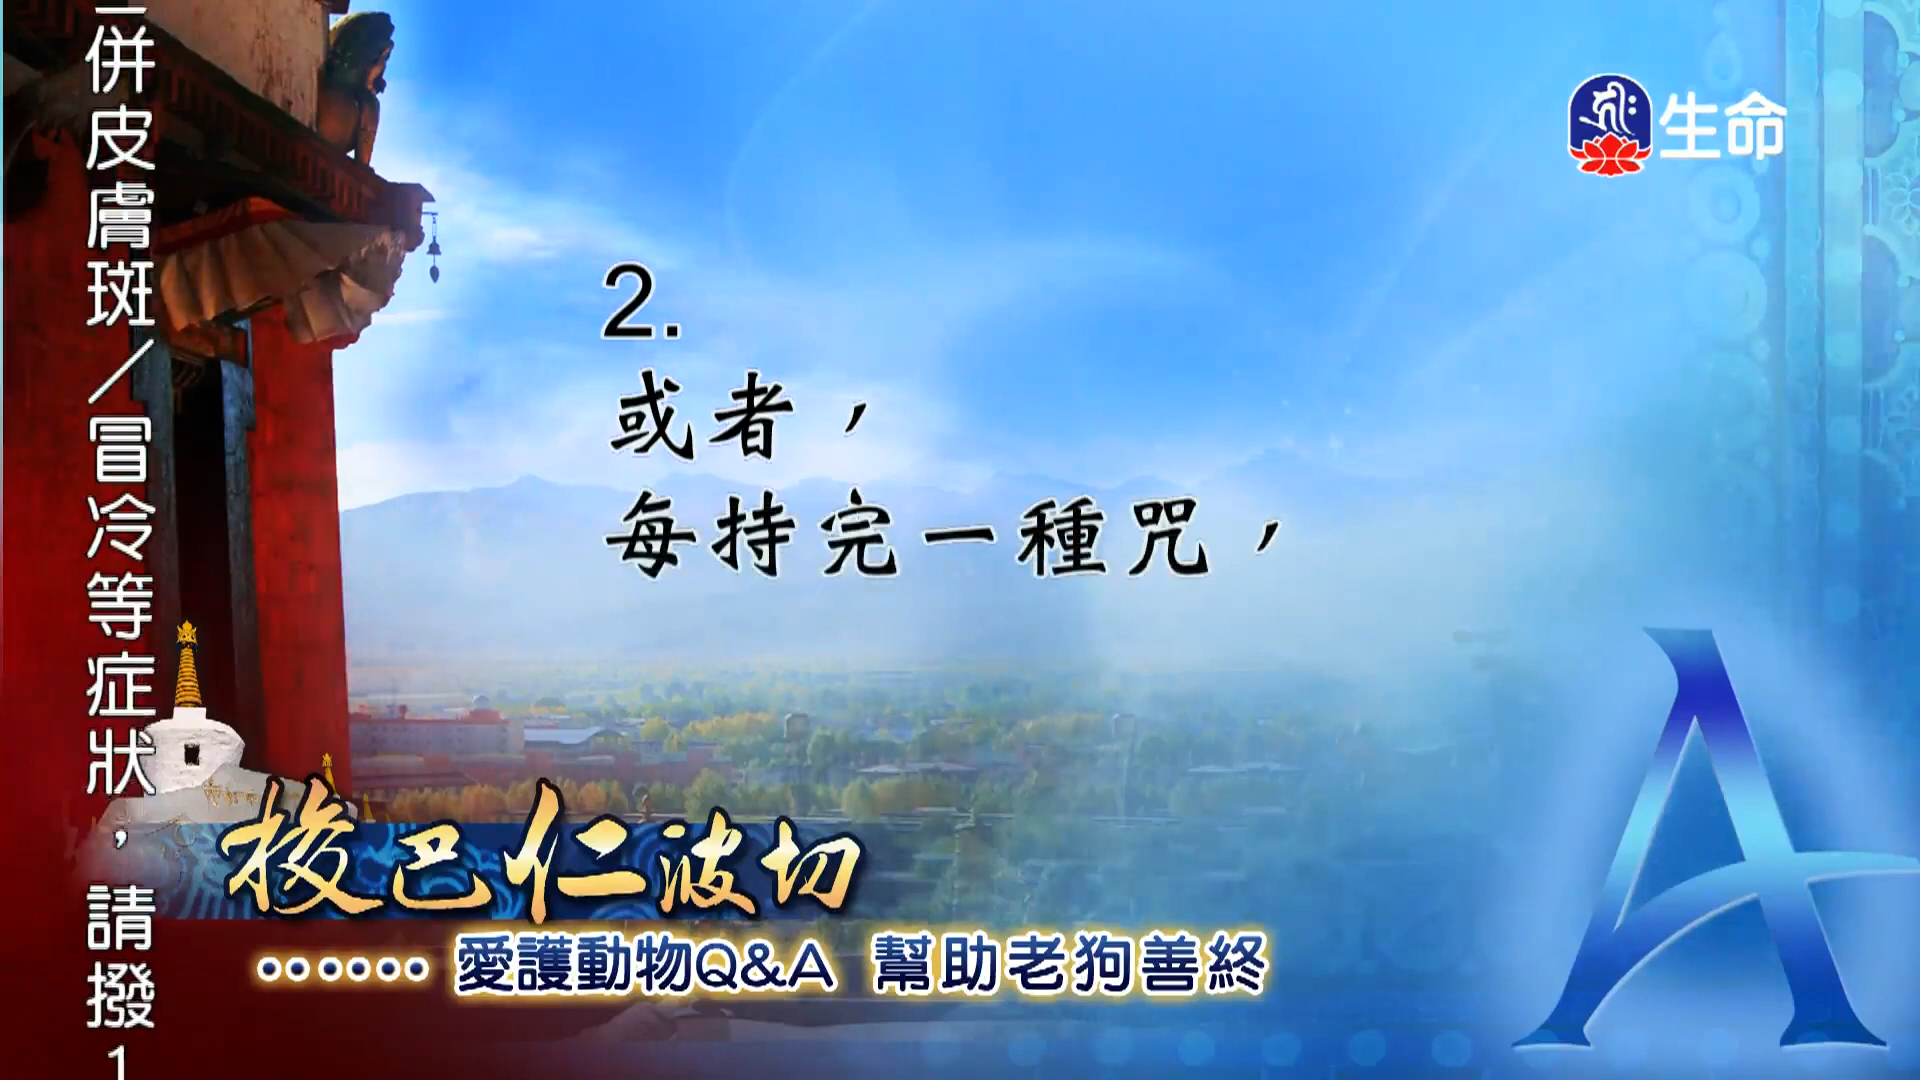 併皮膚斑／冒冷等症狀，請撥1
生命
2.
或者，
每持完一種咒，
A
梭巴仁波切
愛護動物Q&A 幫助老狗善終